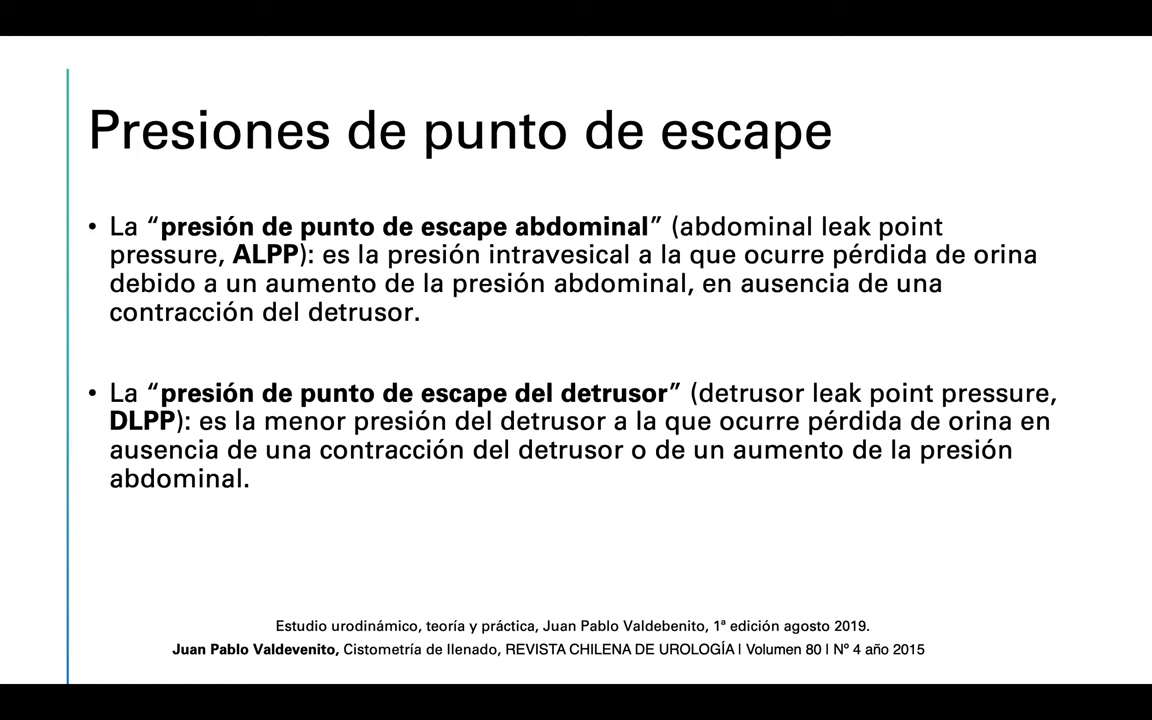 Presiones de punto de escape
• La “presión de punto de escape abdominal” (abdominal leak point
pressure, ALPP): es la presión intravesical a la que ocurre pérdida de orina
debido a un aumento de la presión abdominal, en ausencia de una
contracción del detrusor.
• La “presión de punto de escape del detrusor” (detrusor leak point pressure,
DLPP): es la menor presión del detrusor a la que ocurre pérdida de orina en
ausencia de una contracción del detrusor o de un aumento de la presión
abdominal.
Estudio urodinámico, teoría y práctica, Juan Pablo Valdebenito, 1ª edición agosto 2019.
Juan Pablo Valdevenito, Cistometría de llenado, REVISTA CHILENA DE UROLOGÍA | Volumen 80 | Nº 4 año 2015